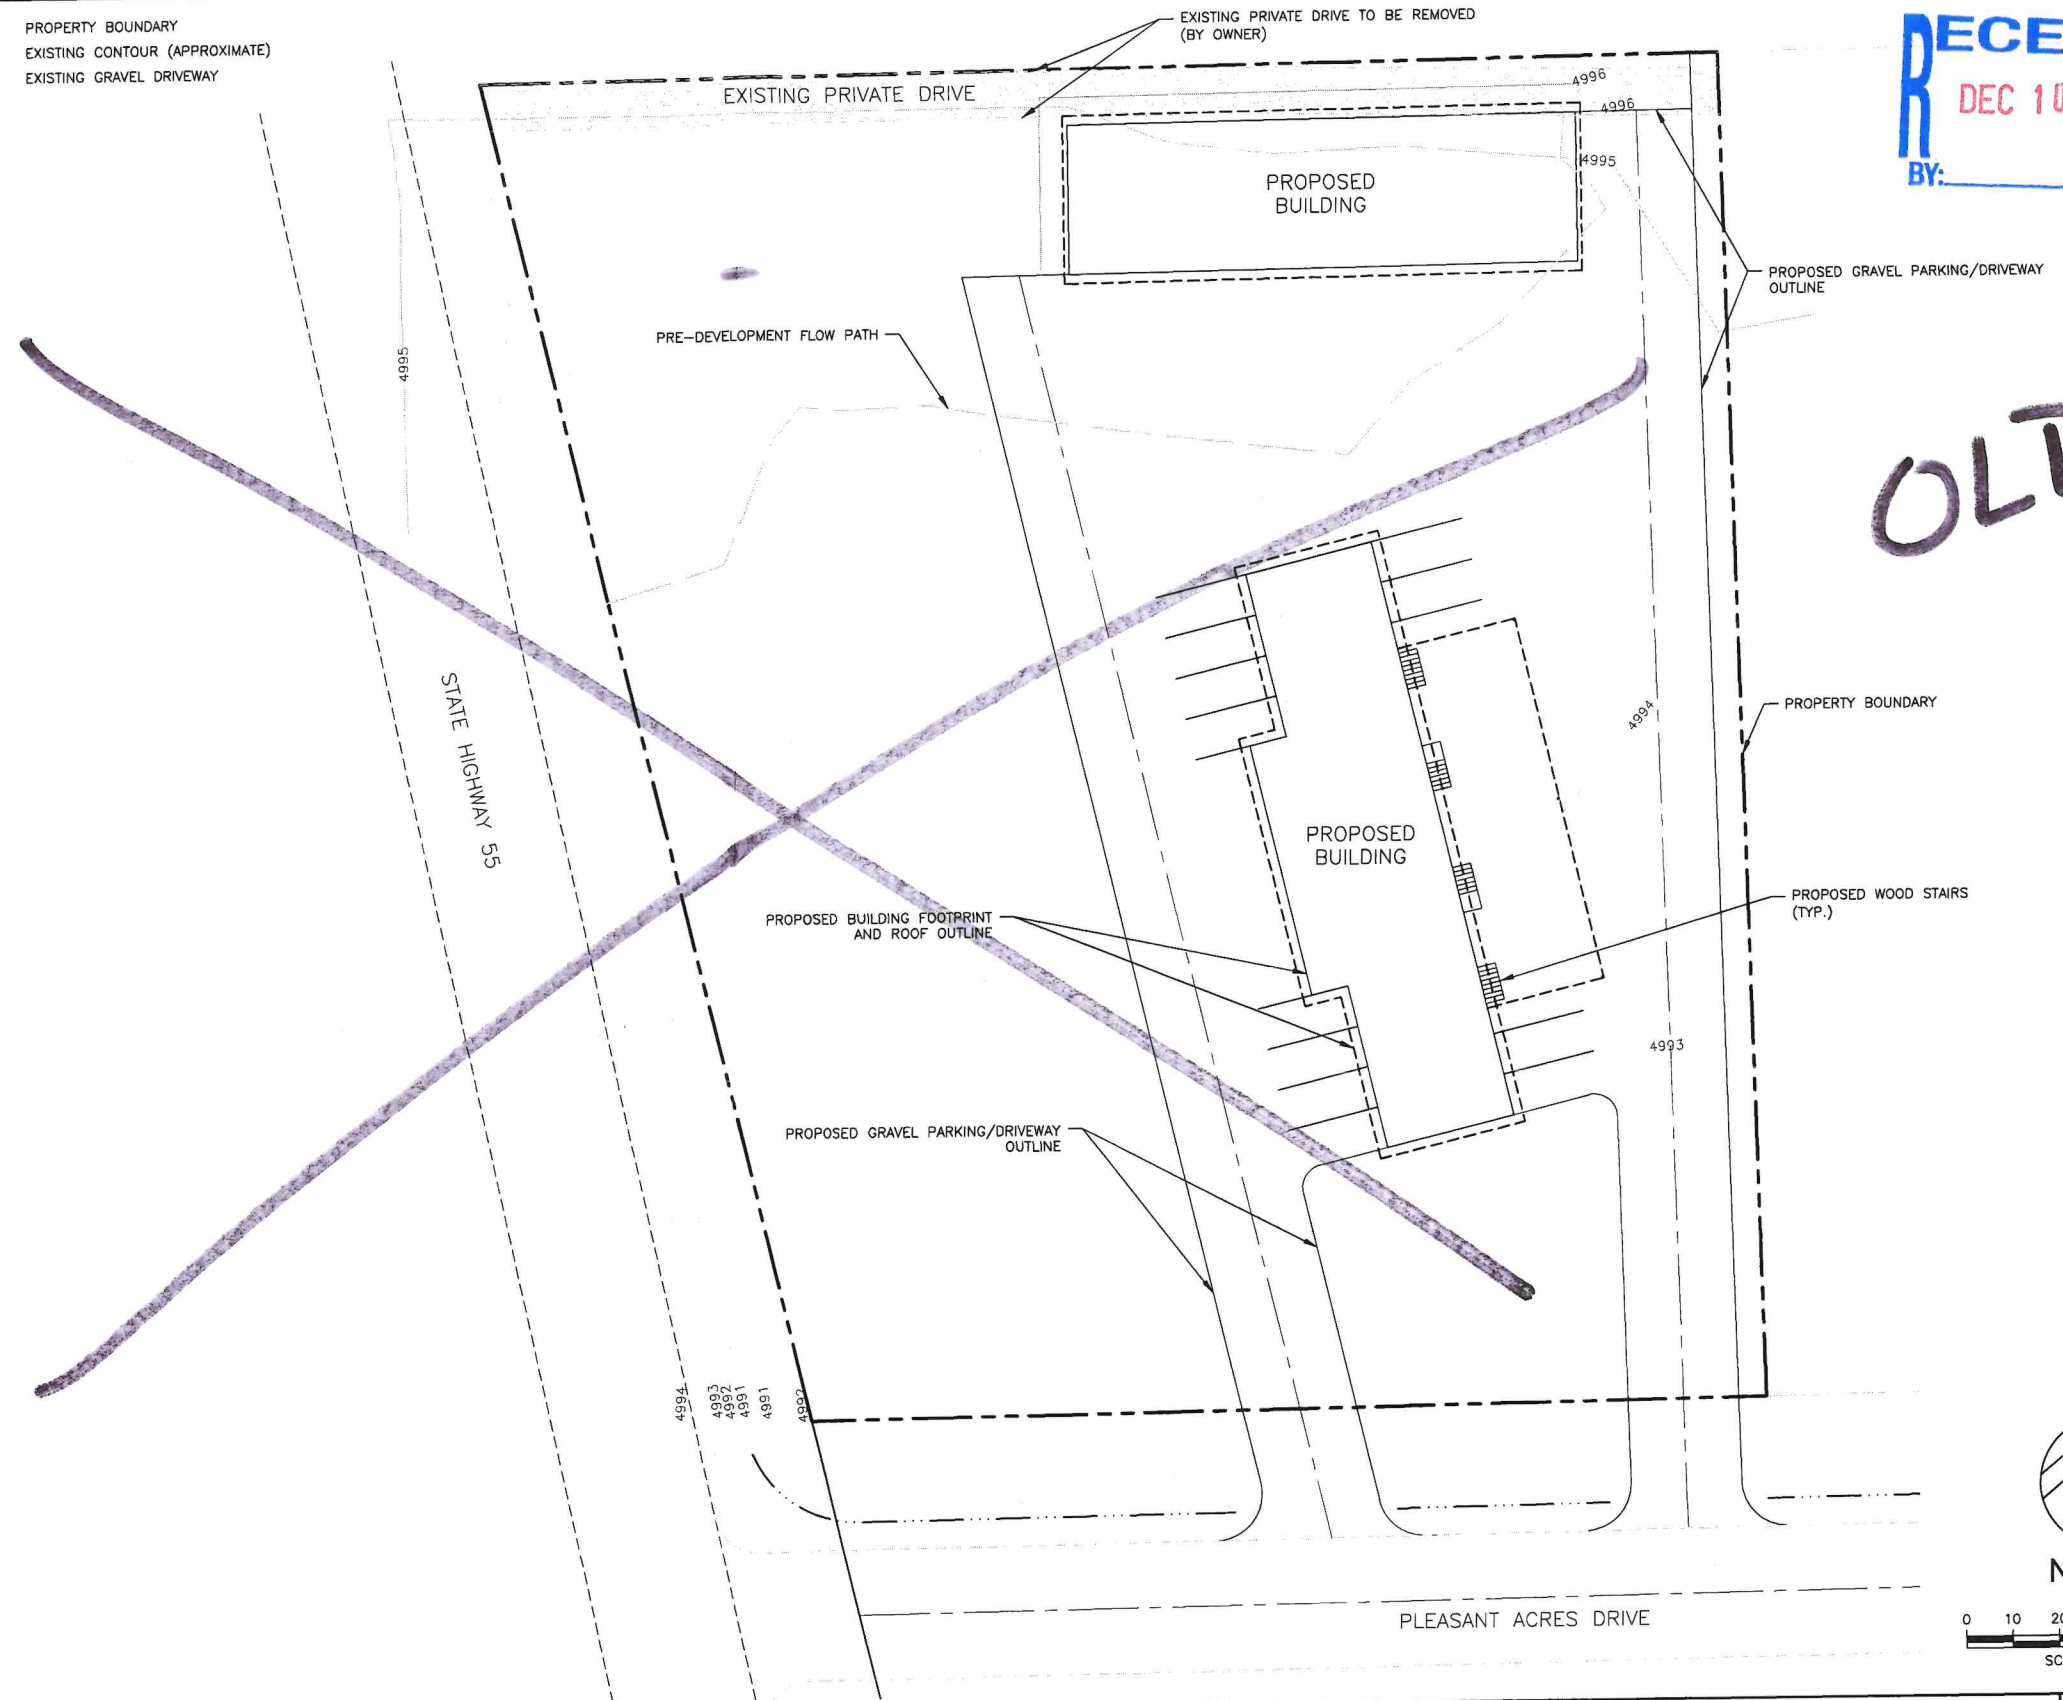 PROPERTY BOUNDARY
EXISTING CONTOUR (APPROXIMATE)
EXISTING GRAVEL DRIVEWAY
EXISTING PRIVATE DRIVE TO BE REMOVED
(BY OWNER)
DEC 10
BY:
EXISTING PRIVATE DRIVE
4996
4996
4995
PROPOSED
BUILDING
PROPOSED GRAVEL PARKING/DRIVEWAY
OUTLINE
PRE-DEVELOPMENT FLOW PATH
4995
STATE HIGHWAY 55
4994
PROPERTY BOUNDARY
PROPOSED
BUILDING
PROPOSED WOOD STAIRS
(TYP.)
PROPOSED BUILDING FOOTPRINT
AND ROOF OUTLINE
4993
PROPOSED GRAVEL PARKING/DRIVEWAY
OUTLINE
4994
4993
4992
4991
4991
4992
N
PLEASANT ACRES DRIVE
0 10